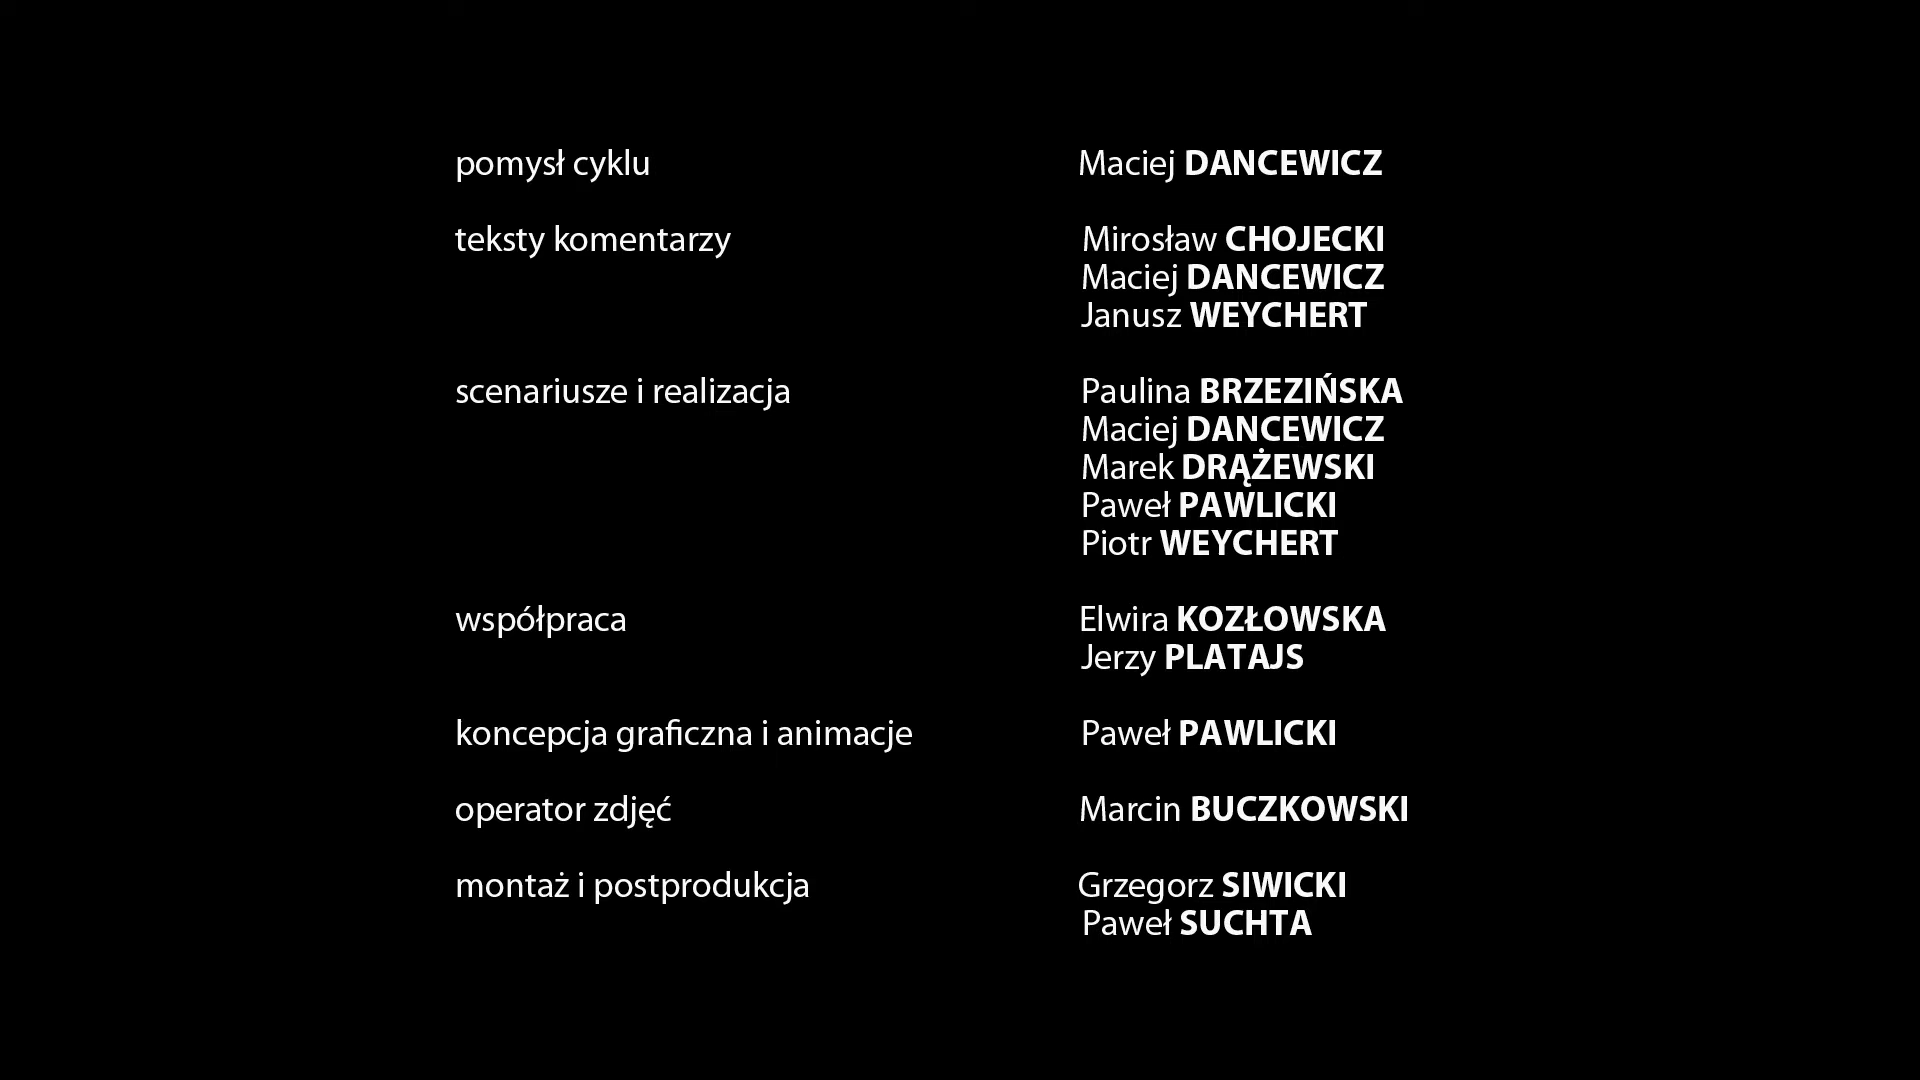 pomysł cyklu Maciej DANCEWICZ
teksty komentarzy Mirosław CHOJECKI
Maciej DANCEWICZ
Janusz WEYCHERT
scenariusze i realizacja Paulina BRZEZIŃSKA
Maciej DANCEWICZ
Marek DRĄŻEWSKI
Paweł PAWLICKI
Piotr WEYCHERT
współpraca Elwira KOZŁOWSKA
Jerzy PLATAJS
koncepcja graficzna i animacje Paweł PAWLICKI
operator zdjęć Marcin BUCZKOWSKI
montaż i postprodukcja Grzegorz SIWICKI
Paweł SUCHTA